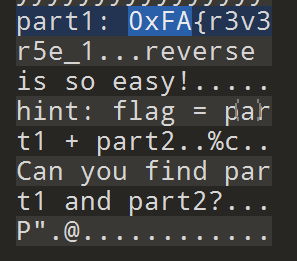 part1: 0xFA{r3v3
r5e_1...reverse
is so easy!.....
hint: flag = par
t1 + part2..%c..
Can you find par
t1 and part2?...
P".@............